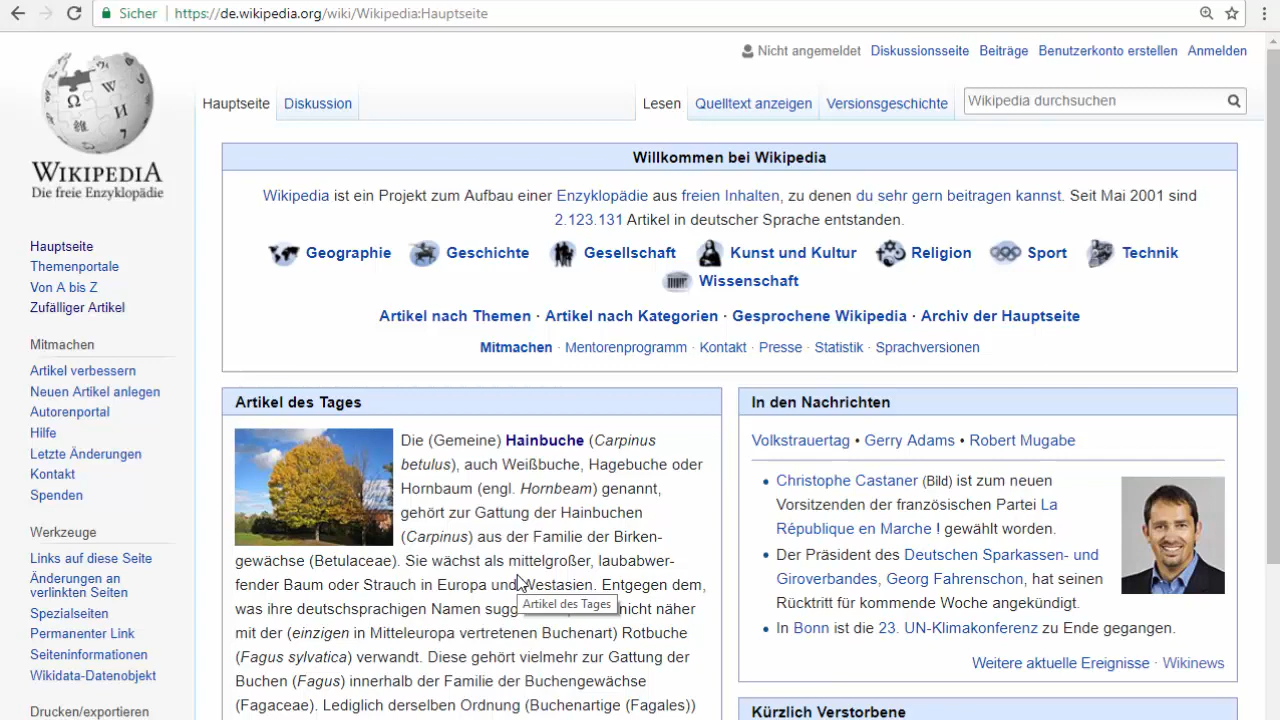 Sicher https://de.wikipedia.org/wiki/Wikipedia:Hauptseite
Nicht angemeldet Diskussionsseite Beiträge Benutzerkonto erstellen Anmelden
Hauptseite Diskussion Lesen Quelltext anzeigen Versionsgeschichte Wikipedia durchsuchen
WIKIPEDIA
Die freie Enzyklopädie
Hauptseite
Themenportale
Von A bis Z
Zufälliger Artikel
Mitmachen
Artikel verbessern
Neuen Artikel anlegen
Autorenportal
Hilfe
Letzte Änderungen
Kontakt
Spenden
Werkzeuge
Links auf diese Seite
Änderungen an
verlinkten Seiten
Spezialseiten
Permanenter Link
Seiteninformationen
Wikidata-Datenobjekt
Drucken/exportieren
Willkommen bei Wikipedia
Wikipedia ist ein Projekt zum Aufbau einer Enzyklopädie aus freien Inhalten, zu denen du sehr gern beitragen kannst. Seit Mai 2001 sind
2.123.131 Artikel in deutscher Sprache entstanden.
Geographie Geschichte Gesellschaft Kunst und Kultur Religion Sport Technik
Wissenschaft
Artikel nach Themen · Artikel nach Kategorien · Gesprochene Wikipedia · Archiv der Hauptseite
Mitmachen · Mentorenprogramm · Kontakt · Presse · Statistik · Sprachversionen
Artikel des Tages
Die (Gemeine) Hainbuche (Carpinus
betulus), auch Weißbuche, Hagebuche oder
Hornbaum (engl. Hornbeam) genannt,
gehört zur Gattung der Hainbuchen
(Carpinus) aus der Familie der Birken-
gewächse (Betulaceae). Sie wächst als mittelgroßer, laubabwer-
fender Baum oder Strauch in Europa und Westasien. Entgegen dem,
was ihre deutschsprachigen Namen sugg nicht näher
Artikel des Tages
mit der (einzigen in Mitteleuropa vertretenen Buchenart) Rotbuche
(Fagus sylvatica) verwandt. Diese gehört vielmehr zur Gattung der
Buchen (Fagus) innerhalb der Familie der Buchengewächse
(Fagaceae). Lediglich derselben Ordnung (Buchenartige (Fagales))
In den Nachrichten
Volkstrauertag • Gerry Adams • Robert Mugabe
• Christophe Castaner (Bild) ist zum neuen
Vorsitzenden der französischen Partei La
République en Marche ! gewählt worden.
• Der Präsident des Deutschen Sparkassen- und
Giroverbandes, Georg Fahrenschon, hat seinen
Rücktritt für kommende Woche angekündigt.
• In Bonn ist die 23. UN-Klimakonferenz zu Ende gegangen.
Weitere aktuelle Ereignisse · Wikinews
Kürzlich Verstorbene